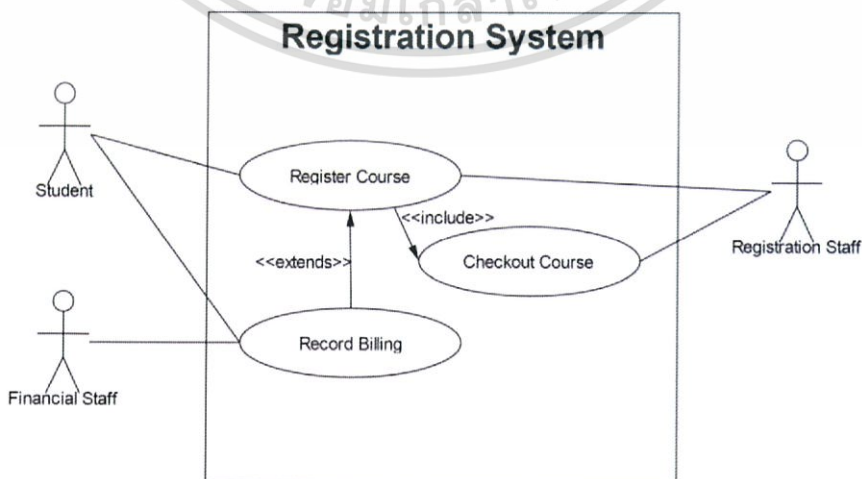 Registration System
Student
Register Course
<<include>>
Registration Staff
<<extends>>
Checkout Course
Record Billing
Financial Staff